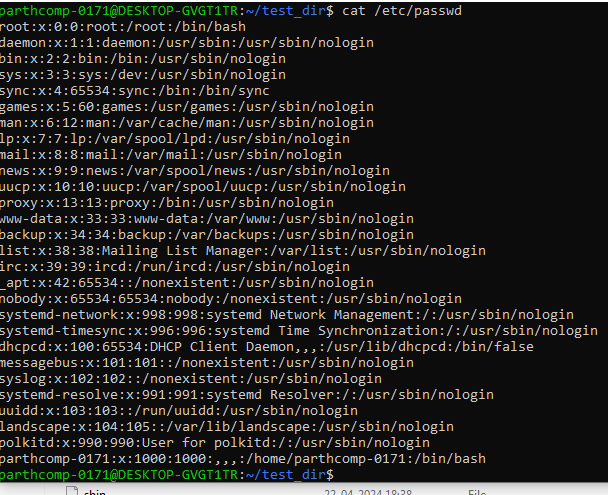 parthcomp-0171@DESKTOP-GVGT1TR:~/test_dir$ cat /etc/passwd
root:x:0:0:root:/root:/bin/bash
daemon:x:1:1:daemon:/usr/sbin:/usr/sbin/nologin
bin:x:2:2:bin:/bin:/usr/sbin/nologin
sys:x:3:3:sys:/dev:/usr/sbin/nologin
sync:x:4:65534:sync:/bin:/bin/sync
games:x:5:60:games:/usr/games:/usr/sbin/nologin
man:x:6:12:man:/var/cache/man:/usr/sbin/nologin
lp:x:7:7:lp:/var/spool/lpd:/usr/sbin/nologin
mail:x:8:8:mail:/var/mail:/usr/sbin/nologin
news:x:9:9:news:/var/spool/news:/usr/sbin/nologin
uucp:x:10:10:uucp:/var/spool/uucp:/usr/sbin/nologin
proxy:x:13:13:proxy:/bin:/usr/sbin/nologin
www-data:x:33:33:www-data:/var/www:/usr/sbin/nologin
backup:x:34:34:backup:/var/backups:/usr/sbin/nologin
list:x:38:38:Mailing List Manager:/var/list:/usr/sbin/nologin
irc:x:39:39:ircd:/run/ircd:/usr/sbin/nologin
_apt:x:42:65534::/nonexistent:/usr/sbin/nologin
nobody:x:65534:65534:nobody:/nonexistent:/usr/sbin/nologin
systemd-network:x:998:998:systemd Network Management:/:/usr/sbin/nologin
systemd-timesync:x:996:996:systemd Time Synchronization:/:/usr/sbin/nologin
dhcpcd:x:100:65534:DHCP Client Daemon,,,:/usr/lib/dhcpcd:/bin/false
messagebus:x:101:101::/nonexistent:/usr/sbin/nologin
syslog:x:102:102::/nonexistent:/usr/sbin/nologin
systemd-resolve:x:991:991:systemd Resolver:/:/usr/sbin/nologin
uuidd:x:103:103::/run/uuidd:/usr/sbin/nologin
landscape:x:104:105::/var/lib/landscape:/usr/sbin/nologin
polkitd:x:990:990:User for polkitd:/:/usr/sbin/nologin
parthcomp-0171:x:1000:1000:,,,:/home/parthcomp-0171:/bin/bash
parthcomp-0171@DESKTOP-GVGT1TR:~/test_dir$
sbin 22-04-2024 18:38 File